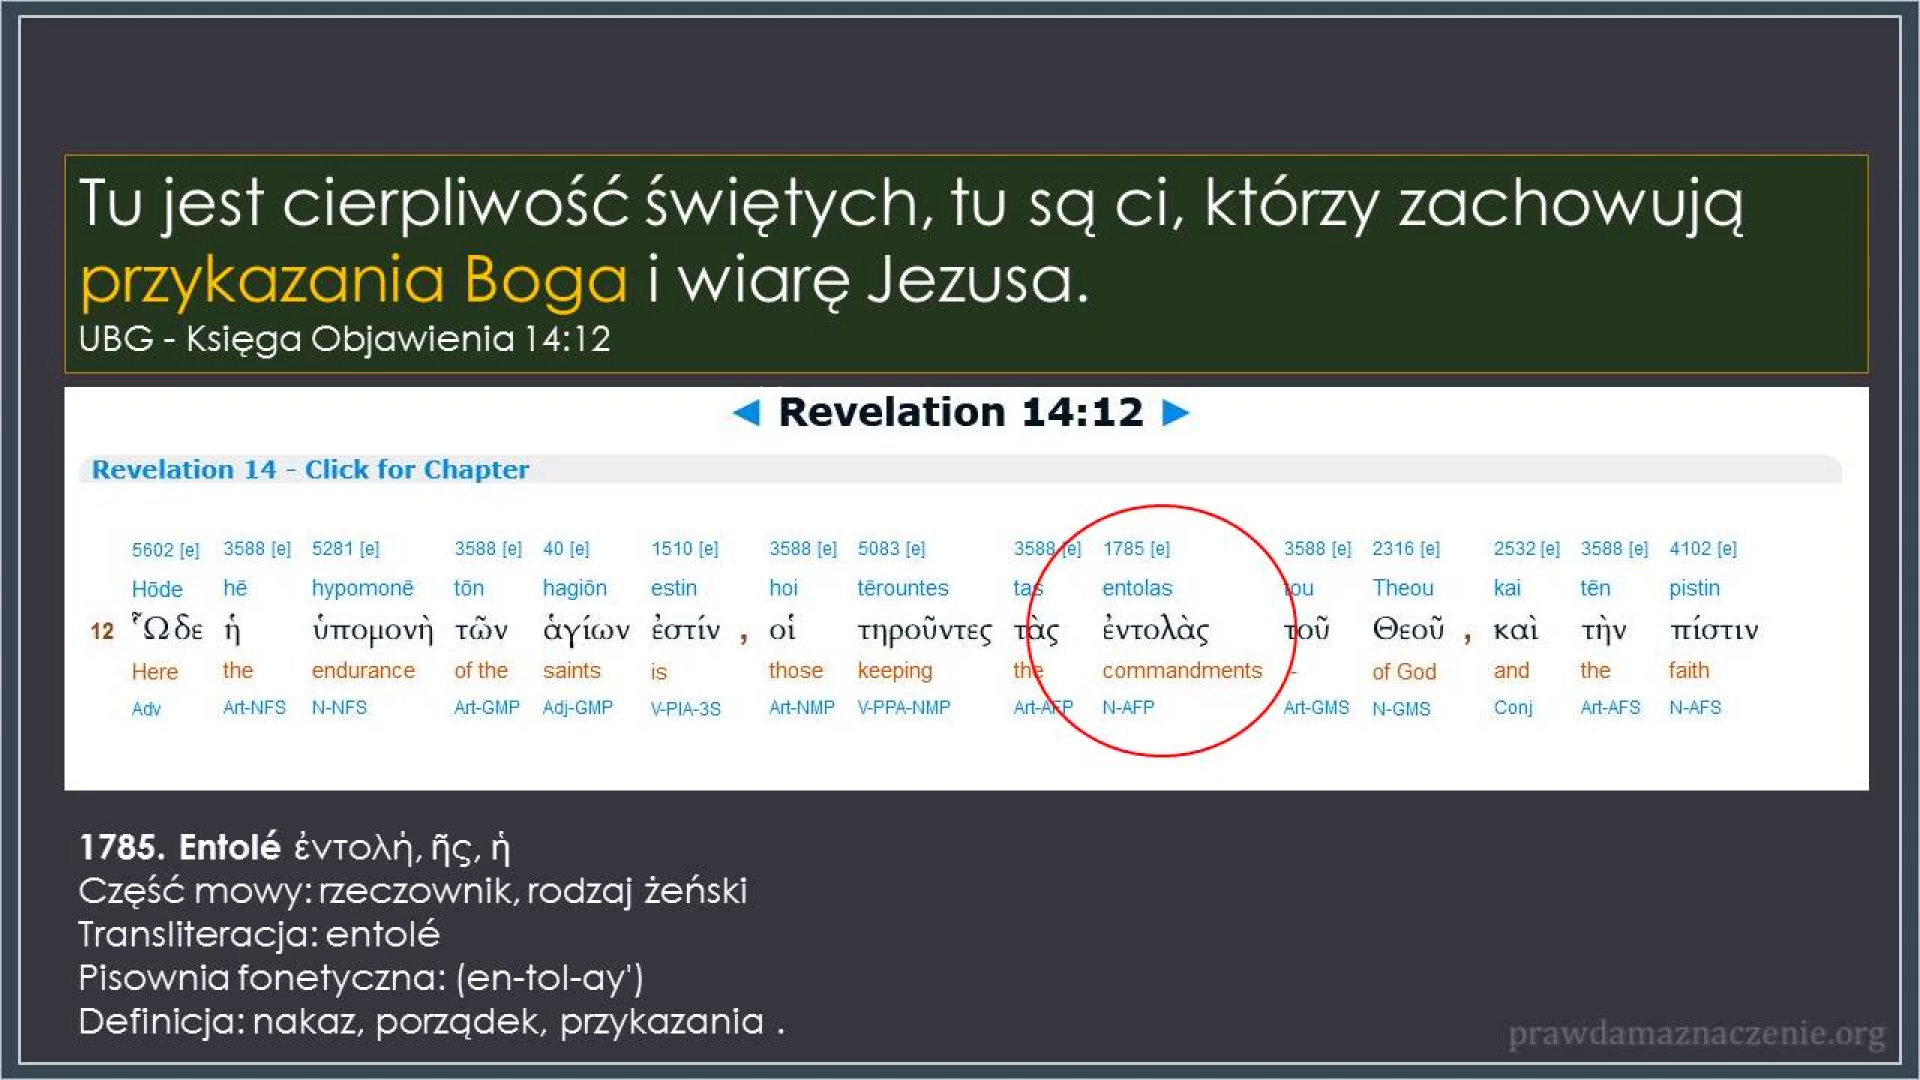 Tu jest cierpliwość świętych, tu są ci, którzy zachowują
przykazania Boga i wiarę Jezusa.
UBG - Księga Objawienia 14:12
◄ Revelation 14:12 ►
Revelation 14 - Click for Chapter
5602 [e] 3588 [e] 5281 [e] 3588 [e] 40 [e] 1510 [e] 3588 [e] 5083 [e] 3588 [e] 1785 [e] 3588 [e] 2316 [e] 2532 [e] 3588 [e] 4102 [e]
Hōde hē hypomonē tōn hagiōn estin hoi tērountes tas entolas tou Theou kai tēn pistin
12 Ὧδε ἡ ὑπομονὴ τῶν ἁγίων ἐστίν , οἱ τηροῦντες τὰς ἐντολὰς τοῦ Θεοῦ , καὶ τὴν πίστιν
Here the endurance of the saints is those keeping the commandments - of God and the faith
Adv Art-NFS N-NFS Art-GMP Adj-GMP V-PIA-3S Art-NMP V-PPA-NMP Art-AFP N-AFP Art-GMS N-GMS Conj Art-AFS N-AFS
1785. Entolé ἐντολή, ῆς, ἡ
Część mowy: rzeczownik, rodzaj żeński
Transliteracja: entolé
Pisownia fonetyczna: (en-tol-ay')
Definicja: nakaz, porządek, przykazania .
prawdamaznaczenie.org